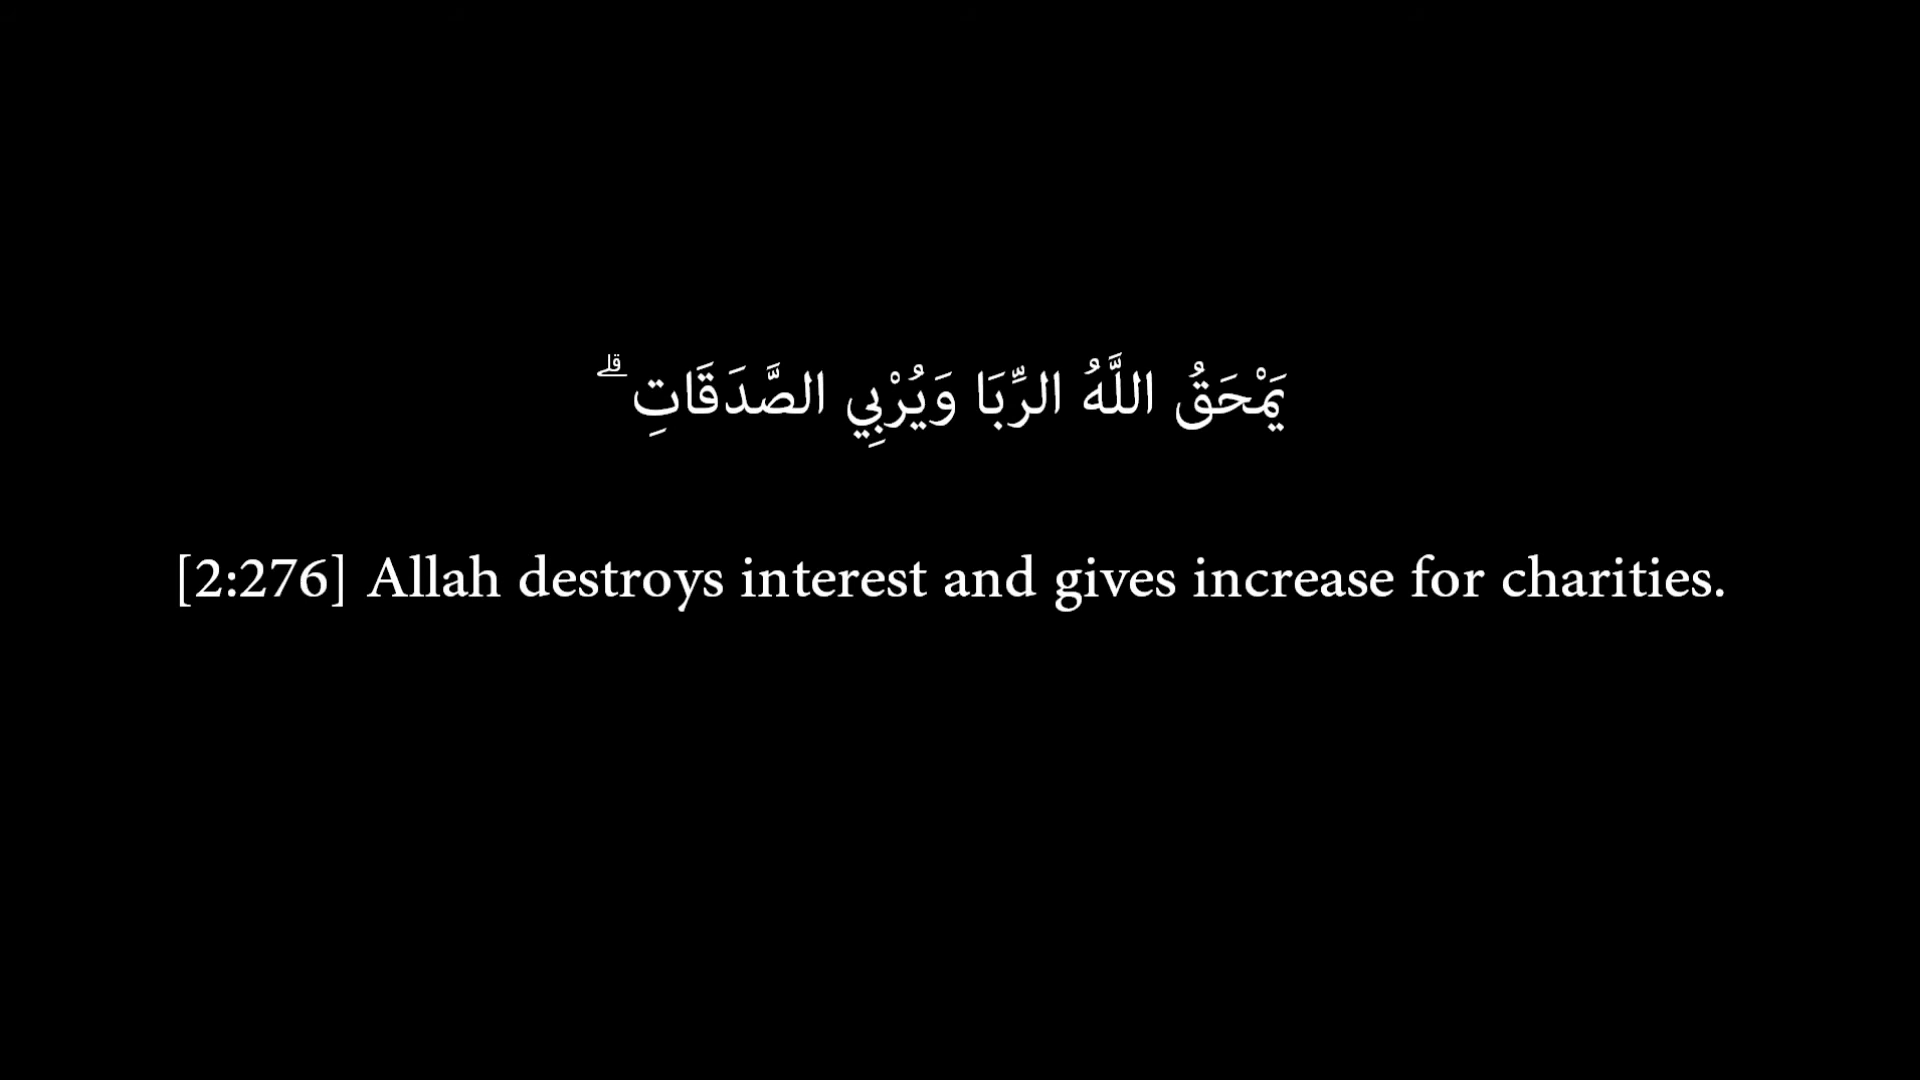 يَمْحَقُ اللَّهُ الرِّبَا وَيُرْبِي الصَّدَقَاتِ ۗ
[2:276] Allah destroys interest and gives increase for charities.